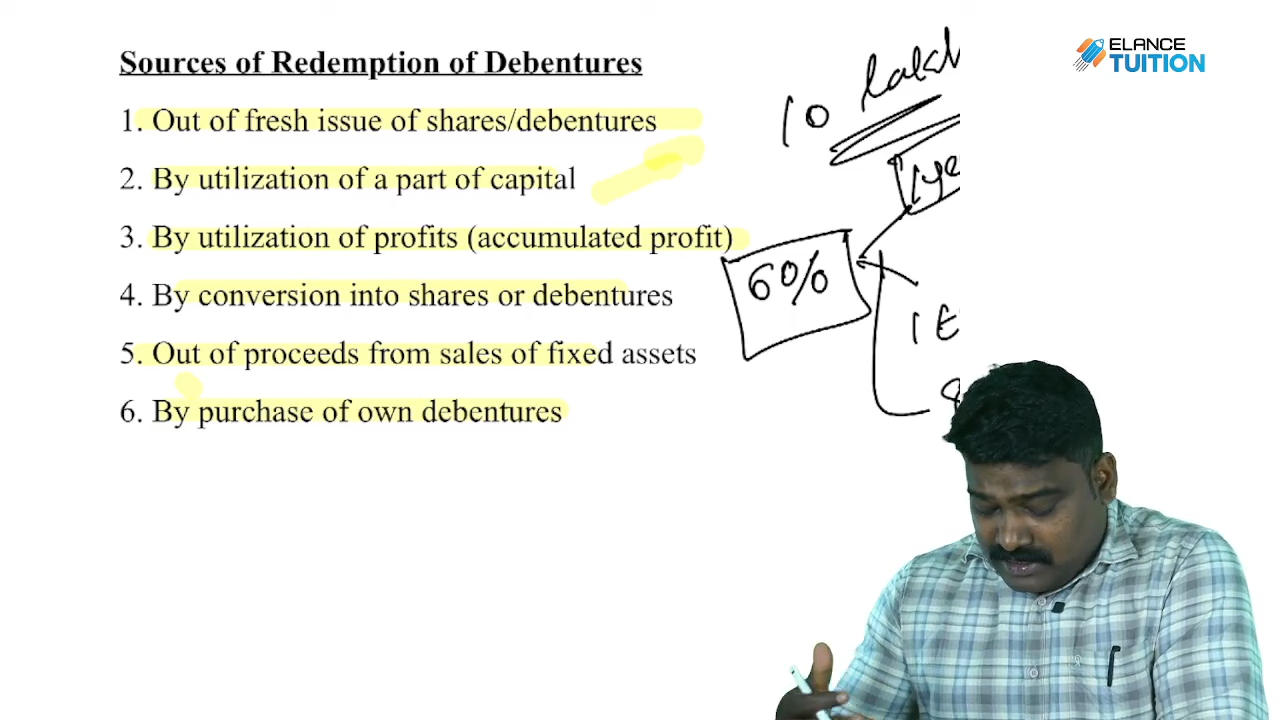 Sources of Redemption of Debentures
1. Out of fresh issue of shares/debentures
2. By utilization of a part of capital
3. By utilization of profits (accumulated profit)
4. By conversion into shares or debentures
5. Out of proceeds from sales of fixed assets
6. By purchase of own debentures
10
60%
ELANCE
TUITION